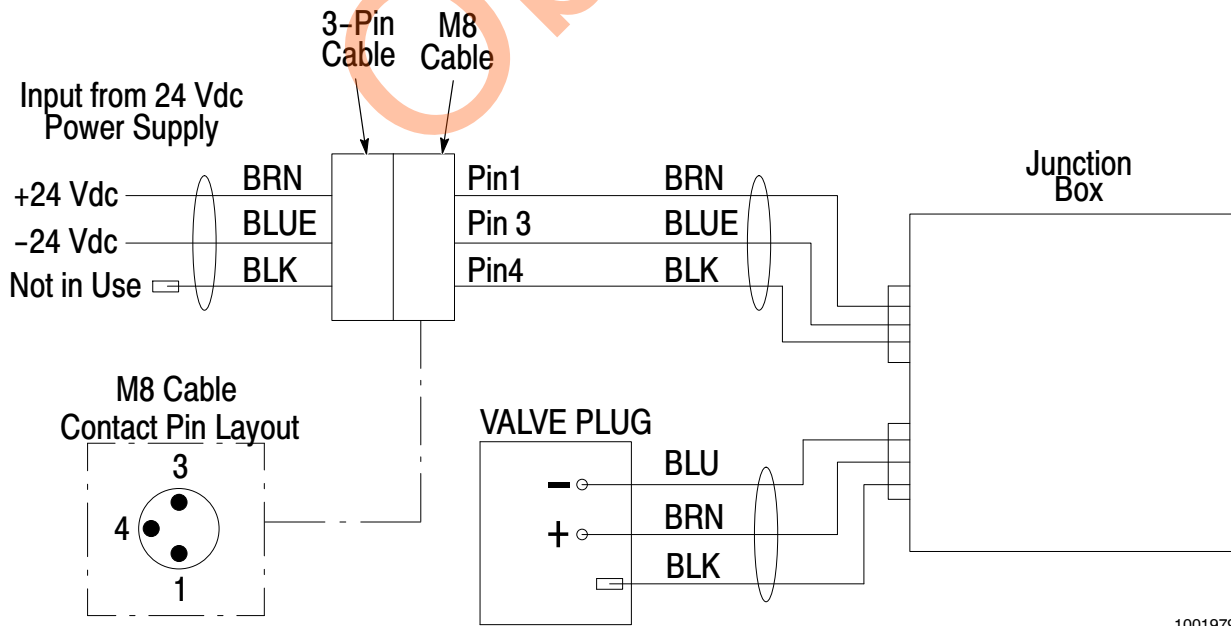 3-Pin
Cable
M8
Cable
Input from 24 Vdc
Power Supply
+24 Vdc
BRN
Pin1
BRN
-24 Vdc
BLUE
Pin 3
BLUE
Not in Use
BLK
Pin4
BLK
Junction
Box
M8 Cable
Contact Pin Layout
3
4
1
VALVE PLUG
-
BLU
+
BRN
BLK